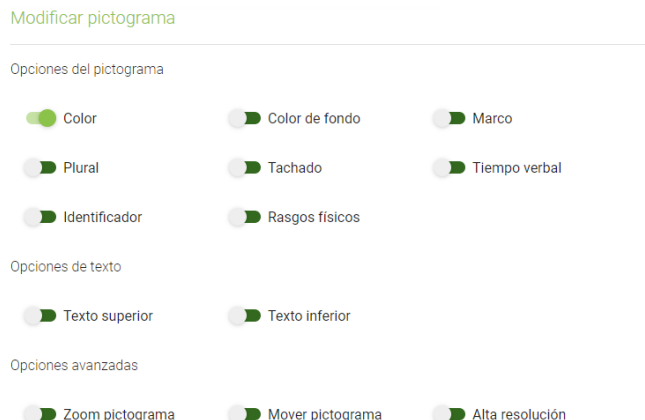 Modificar pictograma
Opciones del pictograma
Color Color de fondo Marco
Plural Tachado Tiempo verbal
Identificador Rasgos físicos
Opciones de texto
Texto superior Texto inferior
Opciones avanzadas
Zoom pictograma Mover pictograma Alta resolución